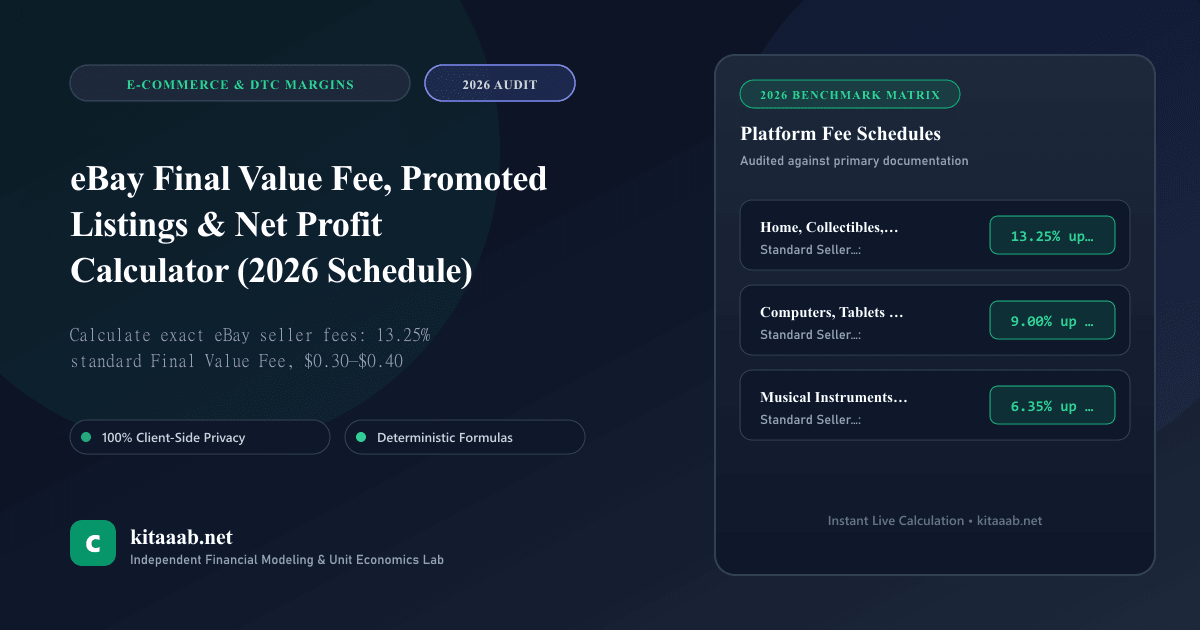 E-COMMERCE & DTC MARGINS
2026 AUDIT
eBay Final Value Fee, Promoted
Listings & Net Profit
Calculator (2026 Schedule)
Calculate exact eBay seller fees: 13.25%
standard Final Value Fee, $0.30–$0.40
100% Client-Side Privacy
Deterministic Formulas
C
kitaaab.net
Independent Financial Modeling & Unit Economics Lab
2026 BENCHMARK MATRIX
Platform Fee Schedules
Audited against primary documentation
Home, Collectibles,…
Standard Seller…:
13.25% up…
Computers, Tablets …
Standard Seller…:
9.00% up …
Musical Instruments…
Standard Seller…:
6.35% up …
Instant Live Calculation • kitaaab.net